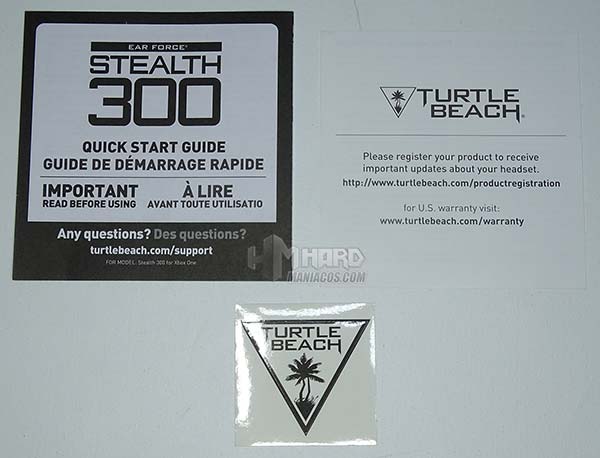 EAR FORCE®
STEALTH
300
QUICK START GUIDE
GUIDE DE DÉMARRAGE RAPIDE
IMPORTANT
READ BEFORE USING
À LIRE
AVANT TOUTE UTILISATIO
Any questions? Des questions?
turtlebeach.com/support
FOR MODEL: Stealth 300 for Xbox One
TURTLE
BEACH®
Please register your product to receive
important updates about your headset.
http://www.turtlebeach.com/productregistration
for U.S. warranty visit:
www.turtlebeach.com/warranty
HM HARD
MANIACOS.COM
TURTLE
BEACH